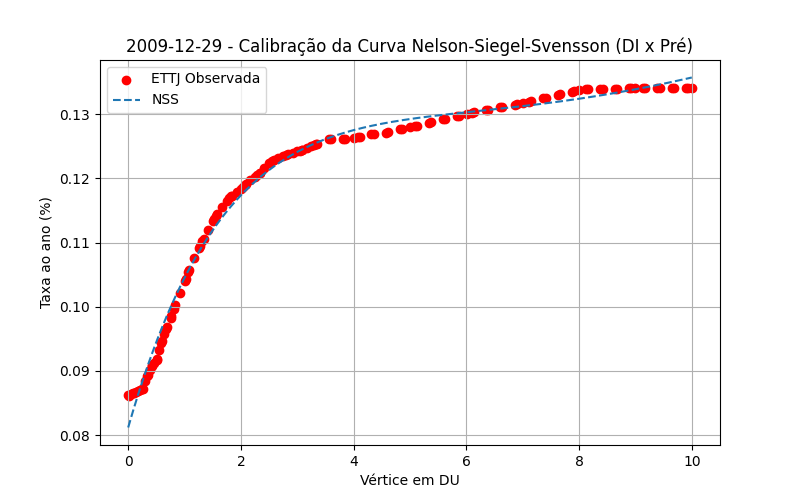 2009-12-29 - Calibração da Curva Nelson-Siegel-Svensson (DI x Pré)
ETTJ Observada
NSS
Taxa ao ano (%)
0.13
0.12
0.11
0.10
0.09
0.08
0 2 4 6 8 10
Vértice em DU